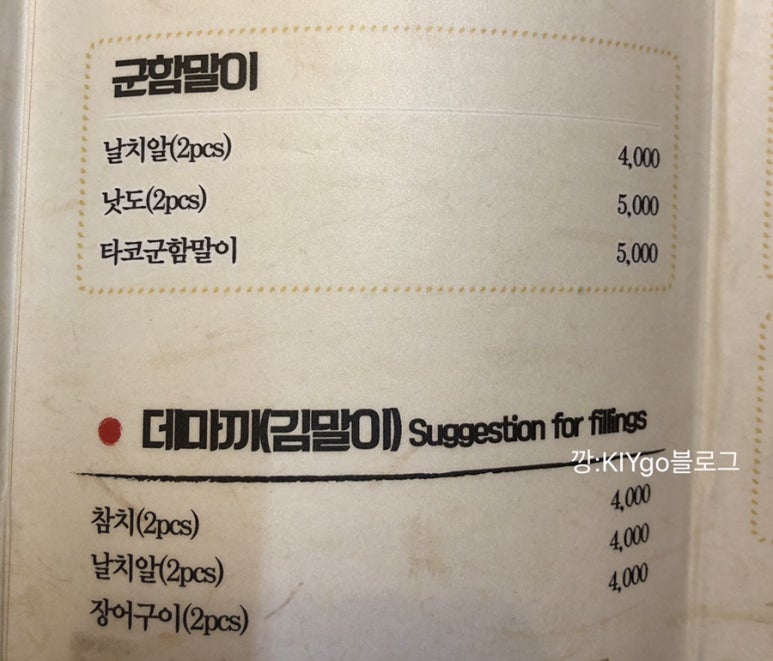 군함말이
날치알(2pcs) 4,000
낫도(2pcs) 5,000
타코군함말이 5,000
데마끼(김말이) Suggestion for fillings
깡:KIYgo블로그
참치(2pcs) 4,000
날치알(2pcs) 4,000
장어구이(2pcs) 4,000